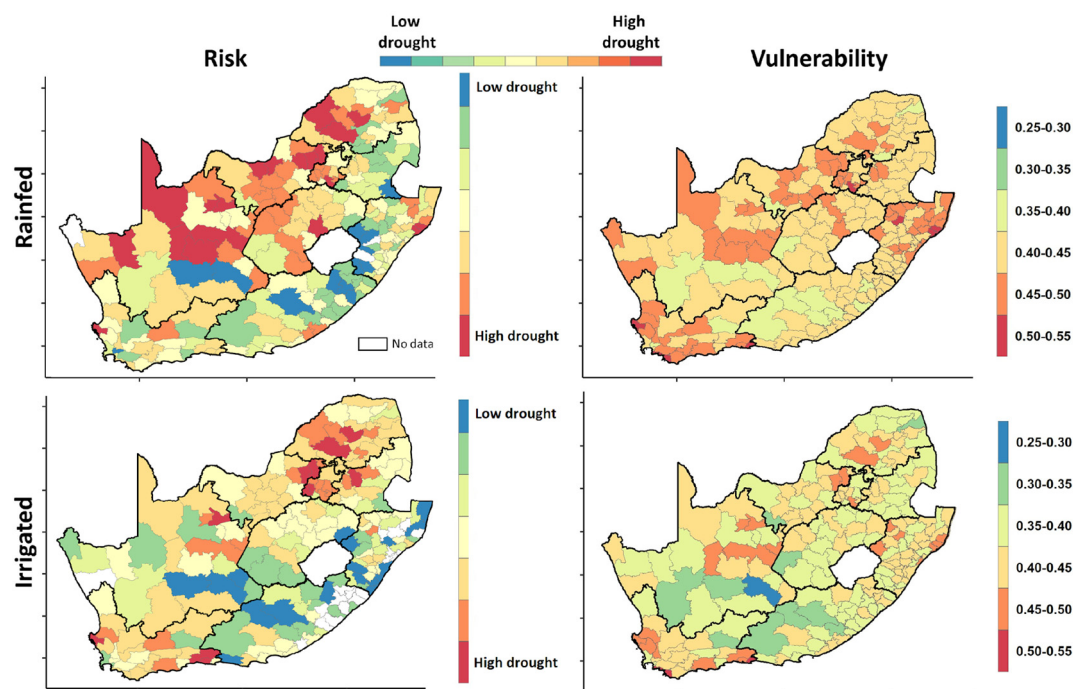 Low
drought
High
drought
Risk
Vulnerability
Rainfed
Low drought
High drought
No data
0.25–0.30
0.30–0.35
0.35–0.40
0.40–0.45
0.45–0.50
0.50–0.55
Irrigated
Low drought
High drought
0.25–0.30
0.30–0.35
0.35–0.40
0.40–0.45
0.45–0.50
0.50–0.55